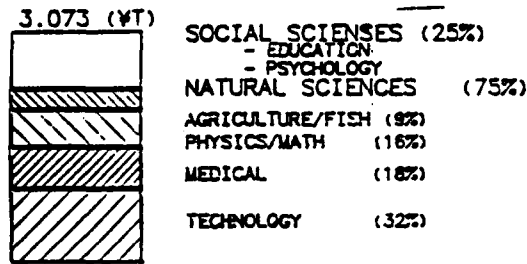 3.073 (¥T)
SOCIAL SCIENSES (25%)
- EDUCATION
- PSYCHOLOGY
NATURAL SCIENCES (75%)
AGRICULTURE/FISH (9%)
PHYSICS/MATH (16%)
MEDICAL (18%)
TECHNOLOGY (32%)